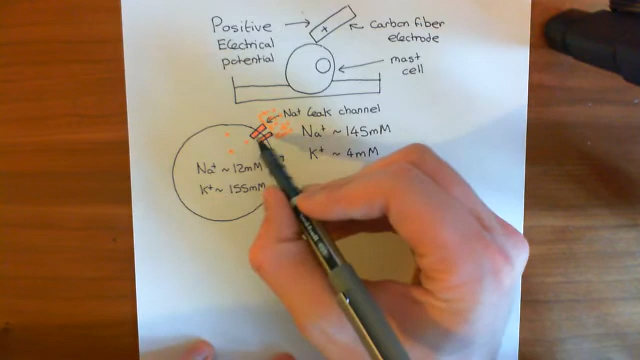 Positive
Electrical
potential
+
Carbon fiber
electrode
mast
cell
Na+ leak channel
Na+ ~ 145mM
K+ ~ 4mM
Na+ ~ 12mM
K+ ~ 155mM